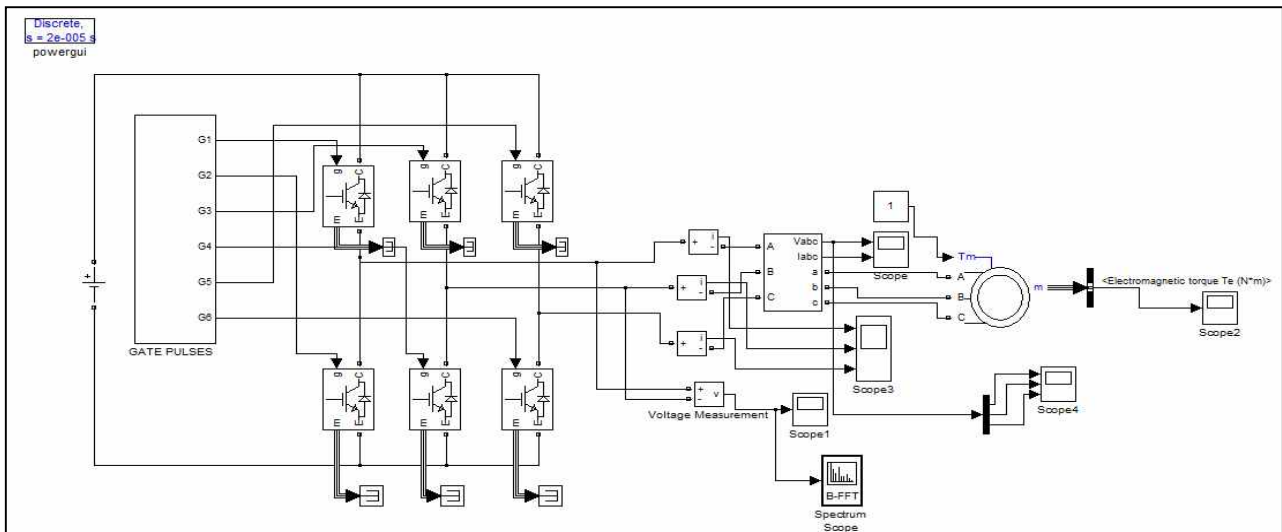 Discrete,
s = 2e-005 s
powergui
G1
G2
G3
G4
G5
G6
GATE PULSES
g C
m E
g C
m E
g C
m E
g C
m E
g C
m E
g C
m E
+
+ i
-
+ i
-
+ i
-
+
- v
Voltage Measurement
A
B
C
Vabc
Iabc
a
b
c
1
Scope
Tm
A
B
C
m
<Electromagnetic torque Te (N*m)>
Scope2
Scope3
Scope4
Scope1
B-FFT
Spectrum
Scope